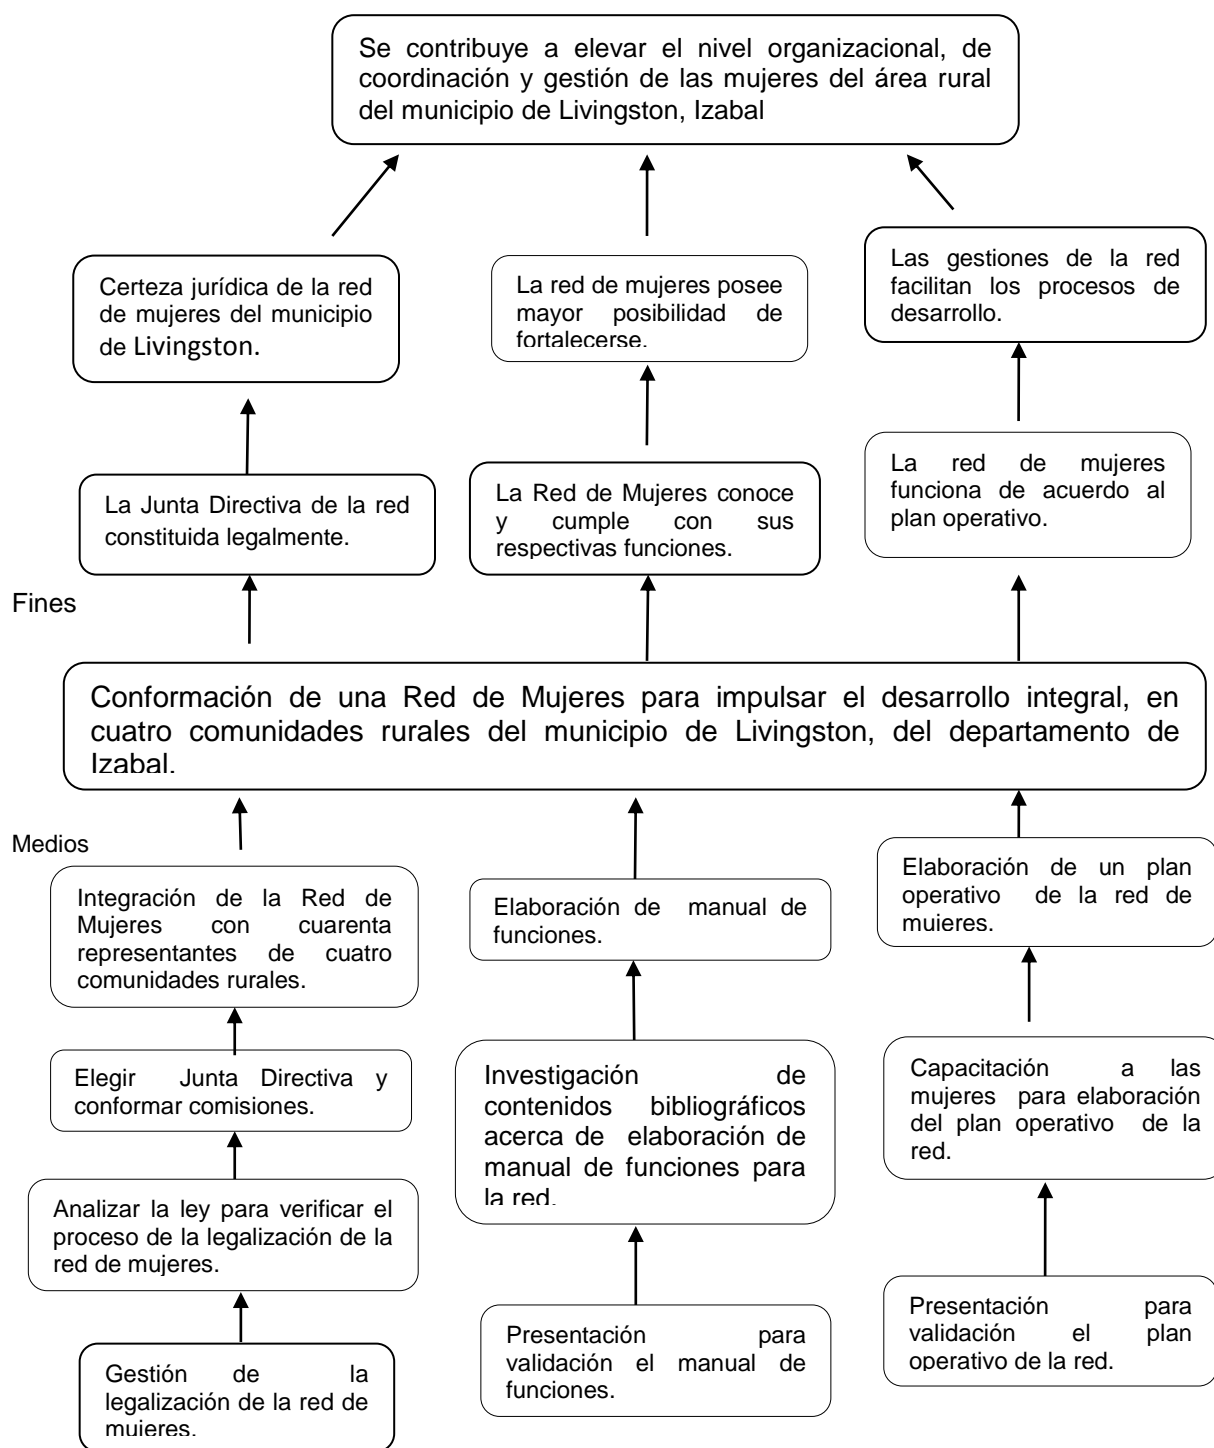 Se contribuye a elevar el nivel organizacional, de
coordinación y gestión de las mujeres del área rural
del municipio de Livingston, Izabal
Certeza jurídica de la red
de mujeres del municipio
de Livingston.
La red de mujeres posee
mayor posibilidad de
fortalecerse.
Las gestiones de la red
facilitan los procesos de
desarrollo.
La Junta Directiva de la red
constituida legalmente.
La Red de Mujeres conoce
y cumple con sus
respectivas funciones.
La red de mujeres
funciona de acuerdo al
plan operativo.
Fines
Conformación de una Red de Mujeres para impulsar el desarrollo integral, en
cuatro comunidades rurales del municipio de Livingston, del departamento de
Izabal.
Medios
Integración de la Red de
Mujeres con cuarenta
representantes de cuatro
comunidades rurales.
Elaboración de manual de
funciones.
Elaboración de un plan
operativo de la red de
mujeres.
Elegir Junta Directiva y
conformar comisiones.
Investigación de
contenidos bibliográficos
acerca de elaboración de
manual de funciones para
la red.
Capacitación a las
mujeres para elaboración
del plan operativo de la
red.
Analizar la ley para verificar el
proceso de la legalización de la
red de mujeres.
Gestión de la
legalización de la red de
mujeres.
Presentación para
validación el manual de
funciones.
Presentación para
validación el plan
operativo de la red.